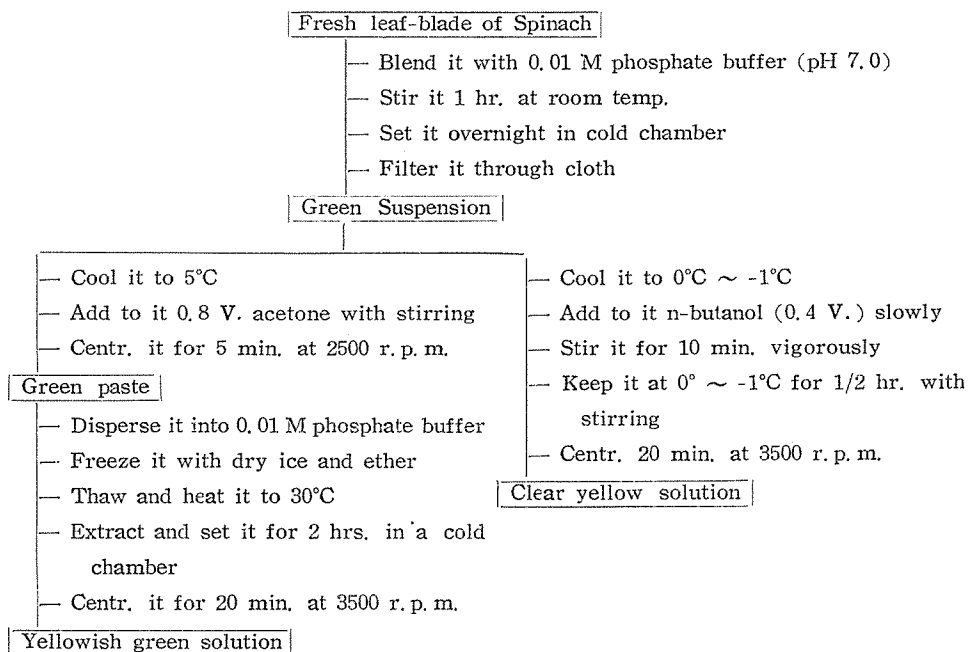 Fresh leaf-blade of Spinach
Blend it with 0.01 M phosphate buffer (pH 7.0)
Stir it 1 hr. at room temp.
Set it overnight in cold chamber
Filter it through cloth
Green Suspension
Cool it to 5°C
Add to it 0.8 V. acetone with stirring
Centr. it for 5 min. at 2500 r.p.m.
Green paste
Disperse it into 0.01 M phosphate buffer
Freeze it with dry ice and ether
Thaw and heat it to 30°C
Extract and set it for 2 hrs. in a cold
chamber
Centr. it for 20 min. at 3500 r.p.m.
Yellowish green solution
Cool it to 0°C ~ -1°C
Add to it n-butanol (0.4 V.) slowly
Stir it for 10 min. vigorously
Keep it at 0° ~ -1°C for 1/2 hr. with
stirring
Centr. 20 min. at 3500 r.p.m.
Clear yellow solution